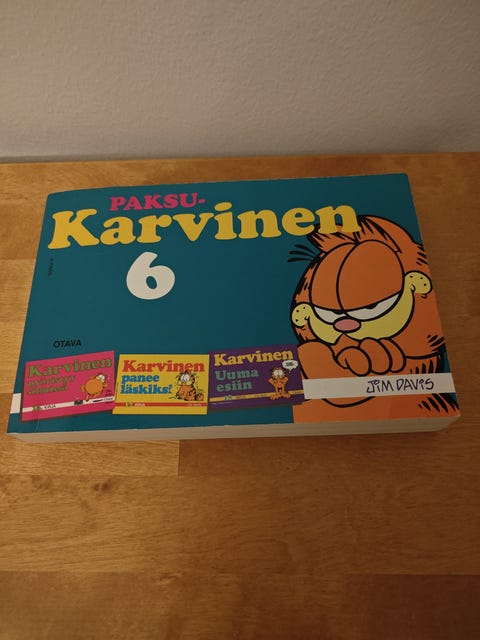 PAKSU-
Karvinen
6
OTAVA
Karvinen
Karvinen
panee
läskiksi!
Karvinen
Uuma
esiin
JIM DAVIS